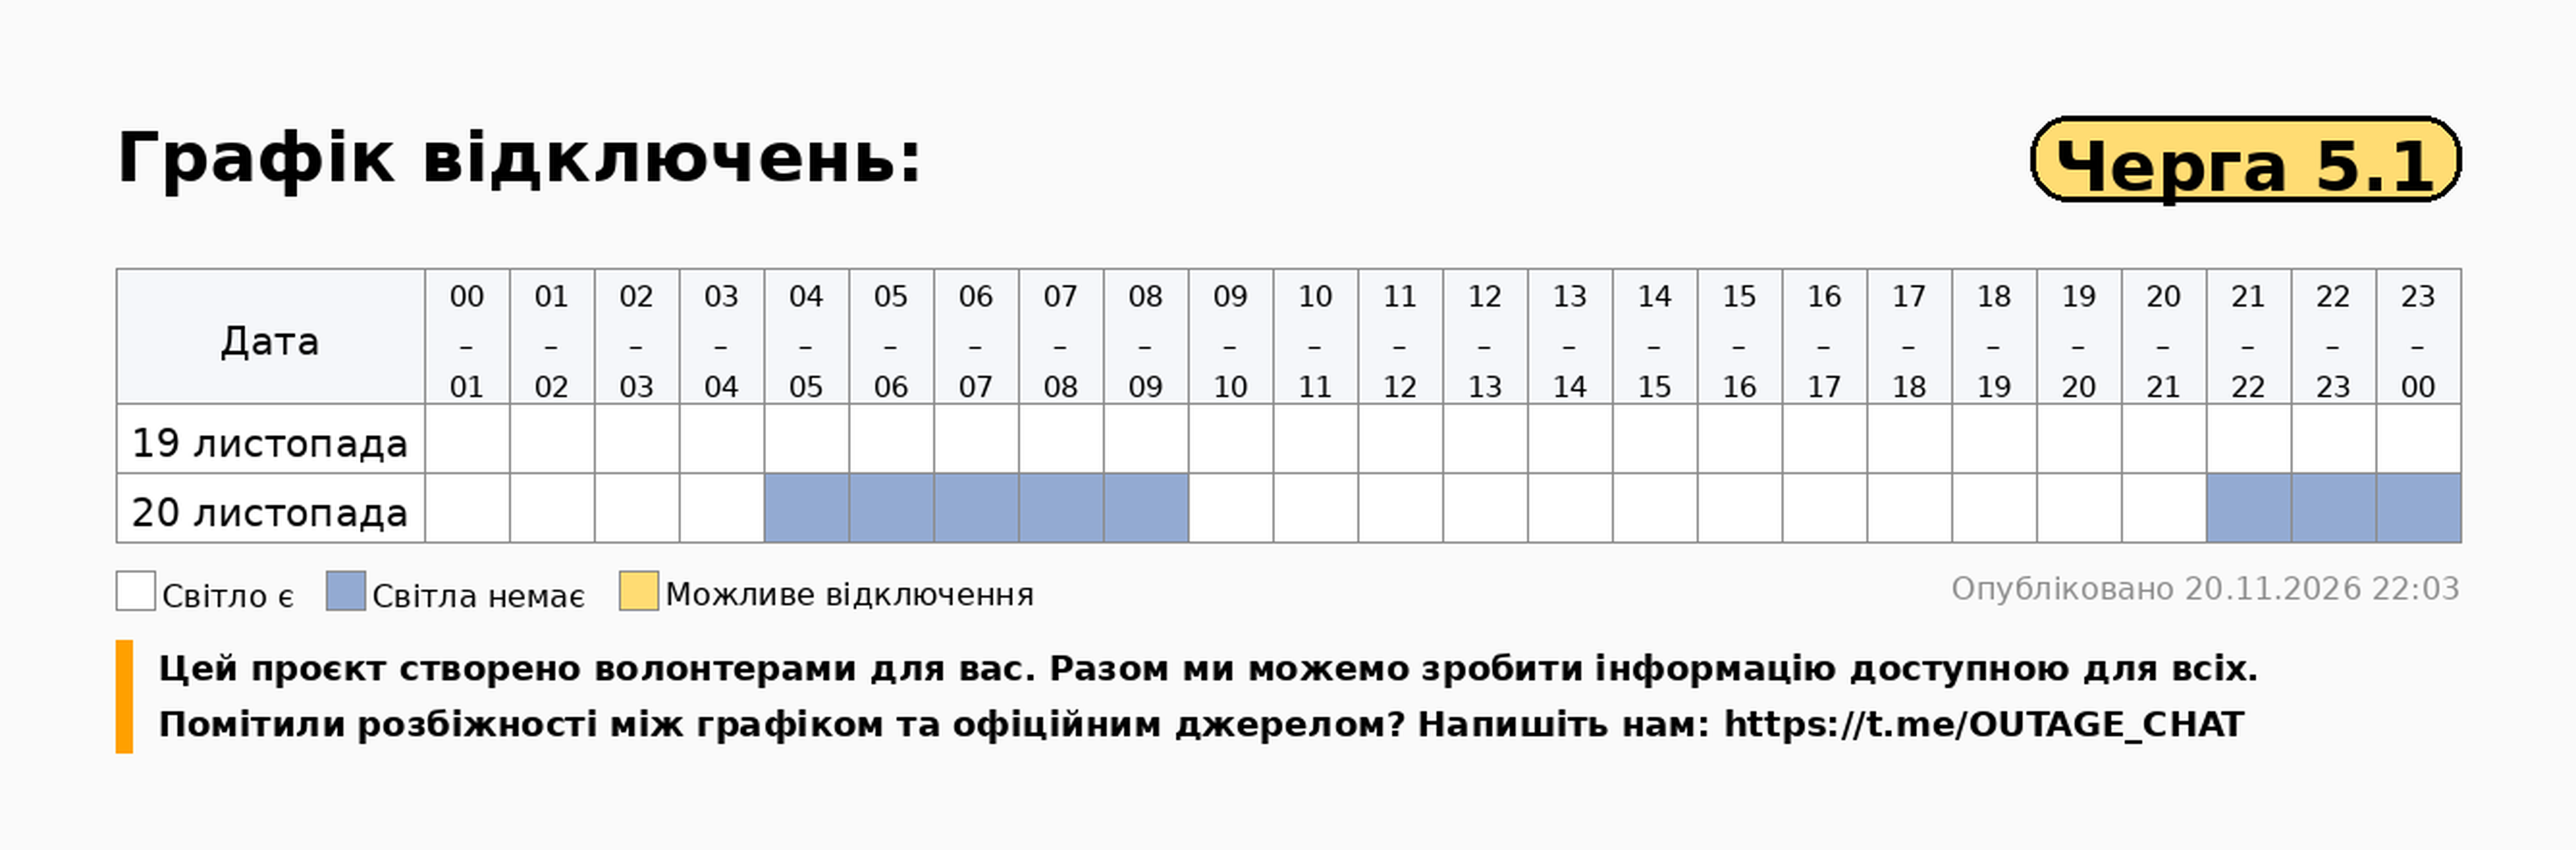 Графік відключень:
Черга 5.1
Дата 00–01 01–02 02–03 03–04 04–05 05–06 06–07 07–08 08–09 09–10 10–11 11–12 12–13 13–14 14–15 15–16 16–17 17–18 18–19 19–20 20–21 21–22 22–23 23–00
19 листопада
20 листопада
Світло є Світла немає Можливе відключення
Опубліковано 20.11.2026 22:03
Цей проєкт створено волонтерами для вас. Разом ми можемо зробити інформацію доступною для всіх.
Помітили розбіжності між графіком та офіційним джерелом? Напишіть нам: https://t.me/OUTAGE_CHAT